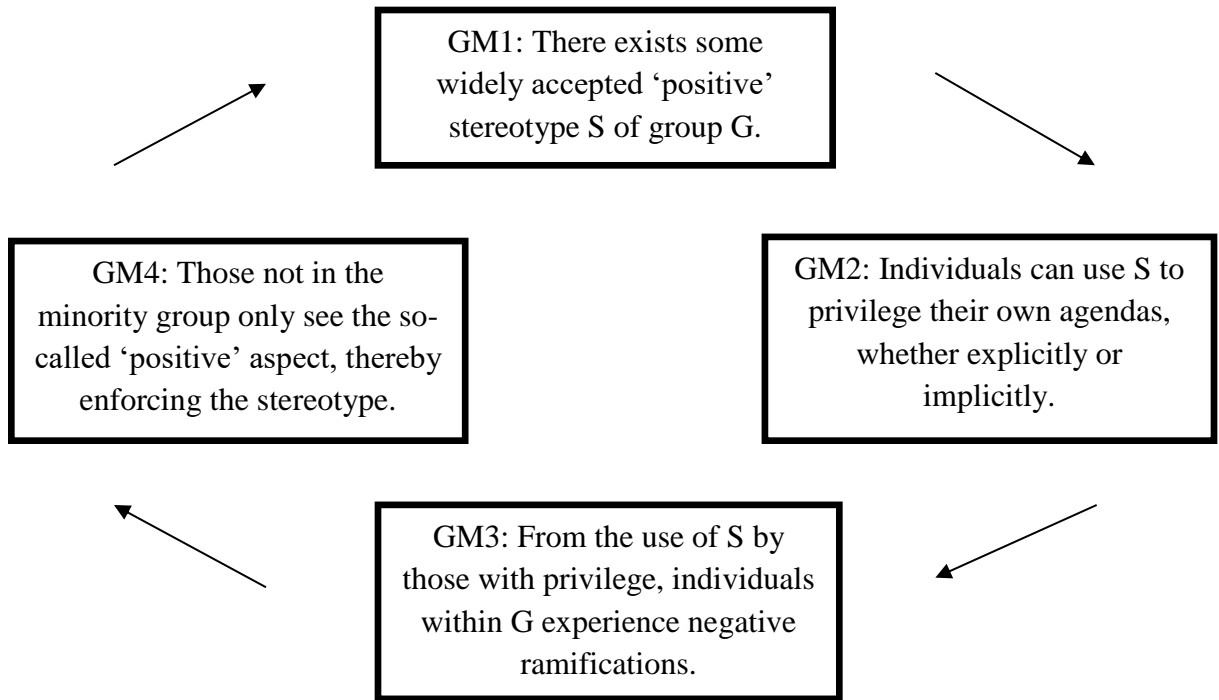 GM1: There exists some
widely accepted ‘positive’
stereotype S of group G.
GM2: Individuals can use S to
privilege their own agendas,
whether explicitly or
implicitly.
GM3: From the use of S by
those with privilege, individuals
within G experience negative
ramifications.
GM4: Those not in the
minority group only see the so-
called ‘positive’ aspect, thereby
enforcing the stereotype.